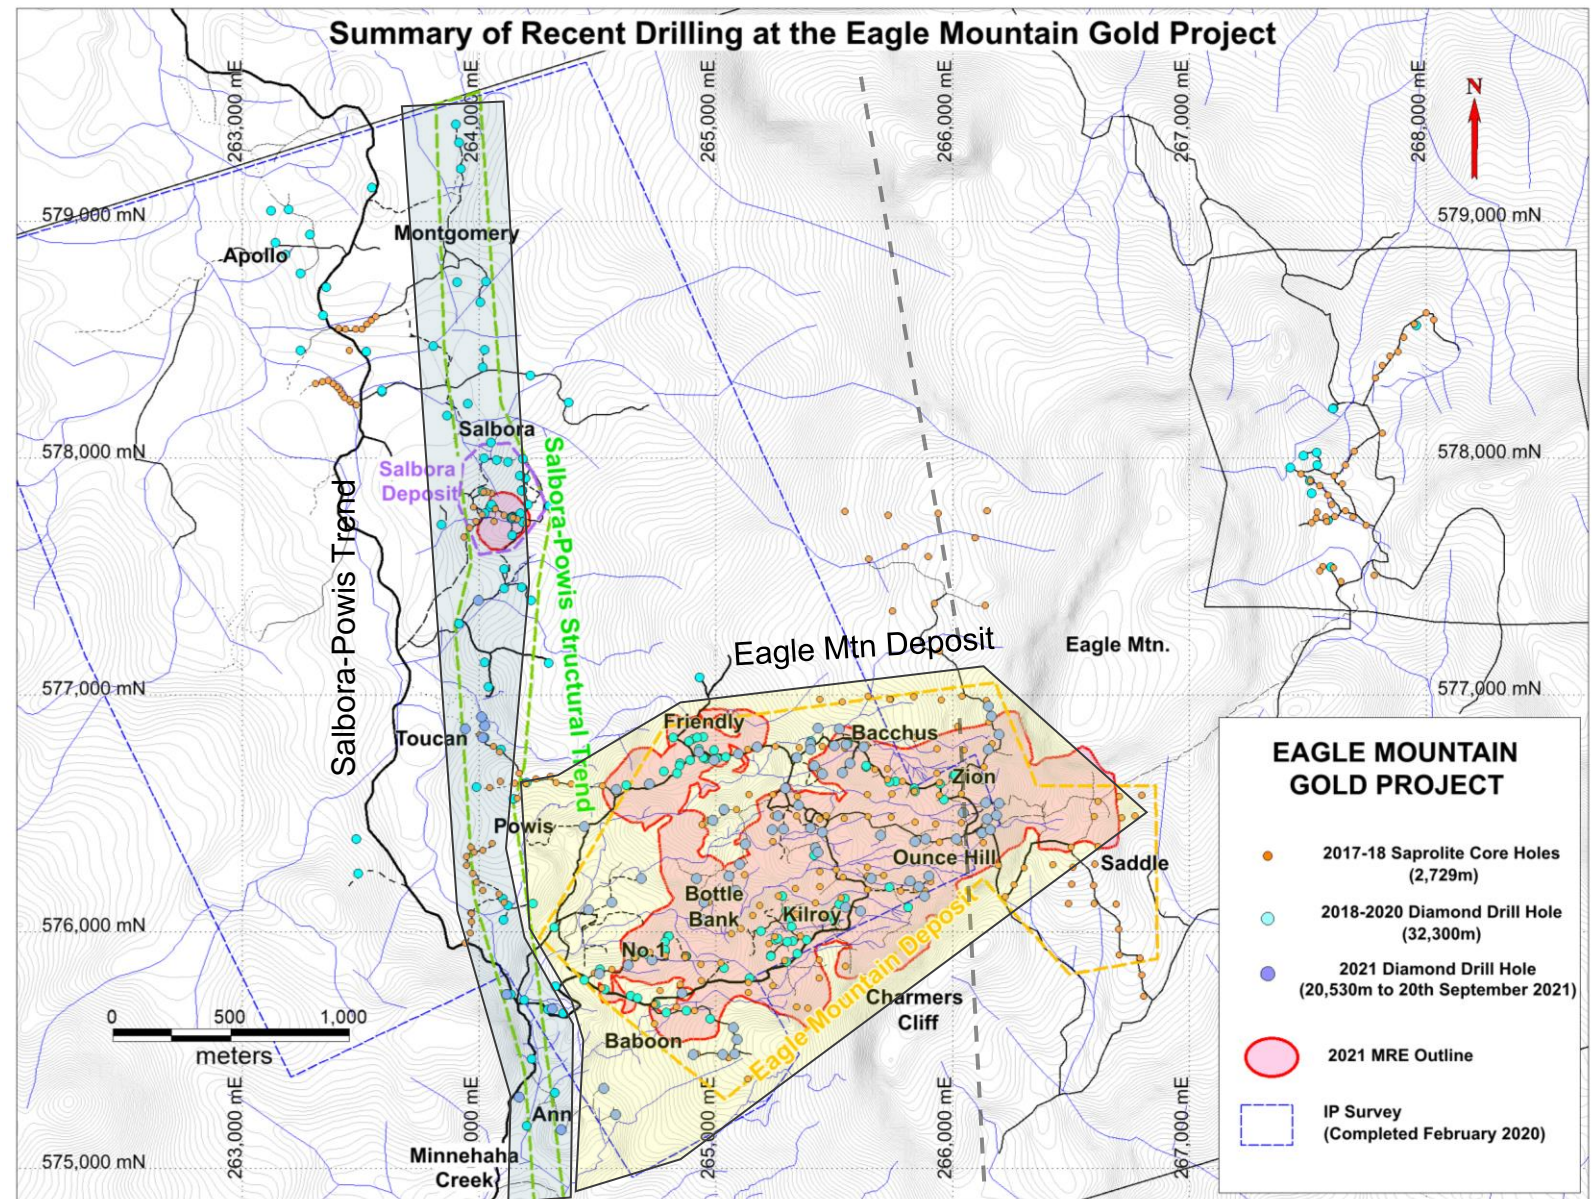 Summary of Recent Drilling at the Eagle Mountain Gold Project
263,000 mE
264,000 mE
265,000 mE
266,000 mE
267,000 mE
268,000 mE
N
579,000 mN
579,000 mN
Montgomery
Apollo
Salbora
578,000 mN
578,000 mN
Salbora
Deposit
Salbora-Powis Trend
Salbora-Powis Structural Trend
Eagle Mtn Deposit
Eagle Mtn.
577,000 mN
577,000 mN
Friendly
Bacchus
Toucan
Zion
Powis
Ounce Hill
Saddle
Bottle
Bank
Kilroy
576,000 mN
No.1
Eagle Mountain Deposit
Charmers
Cliff
Baboon
0 500 1,000
meters
Ann
Minnehaha
Creek
575,000 mN
263,000 mE
000 mE
265,000 mE
266,000 mE
267,000 mE
EAGLE MOUNTAIN
GOLD PROJECT
2017-18 Saprolite Core Holes
(2,729m)
2018-2020 Diamond Drill Hole
(32,300m)
2021 Diamond Drill Hole
(20,530m to 20th September 2021)
2021 MRE Outline
IP Survey
(Completed February 2020)